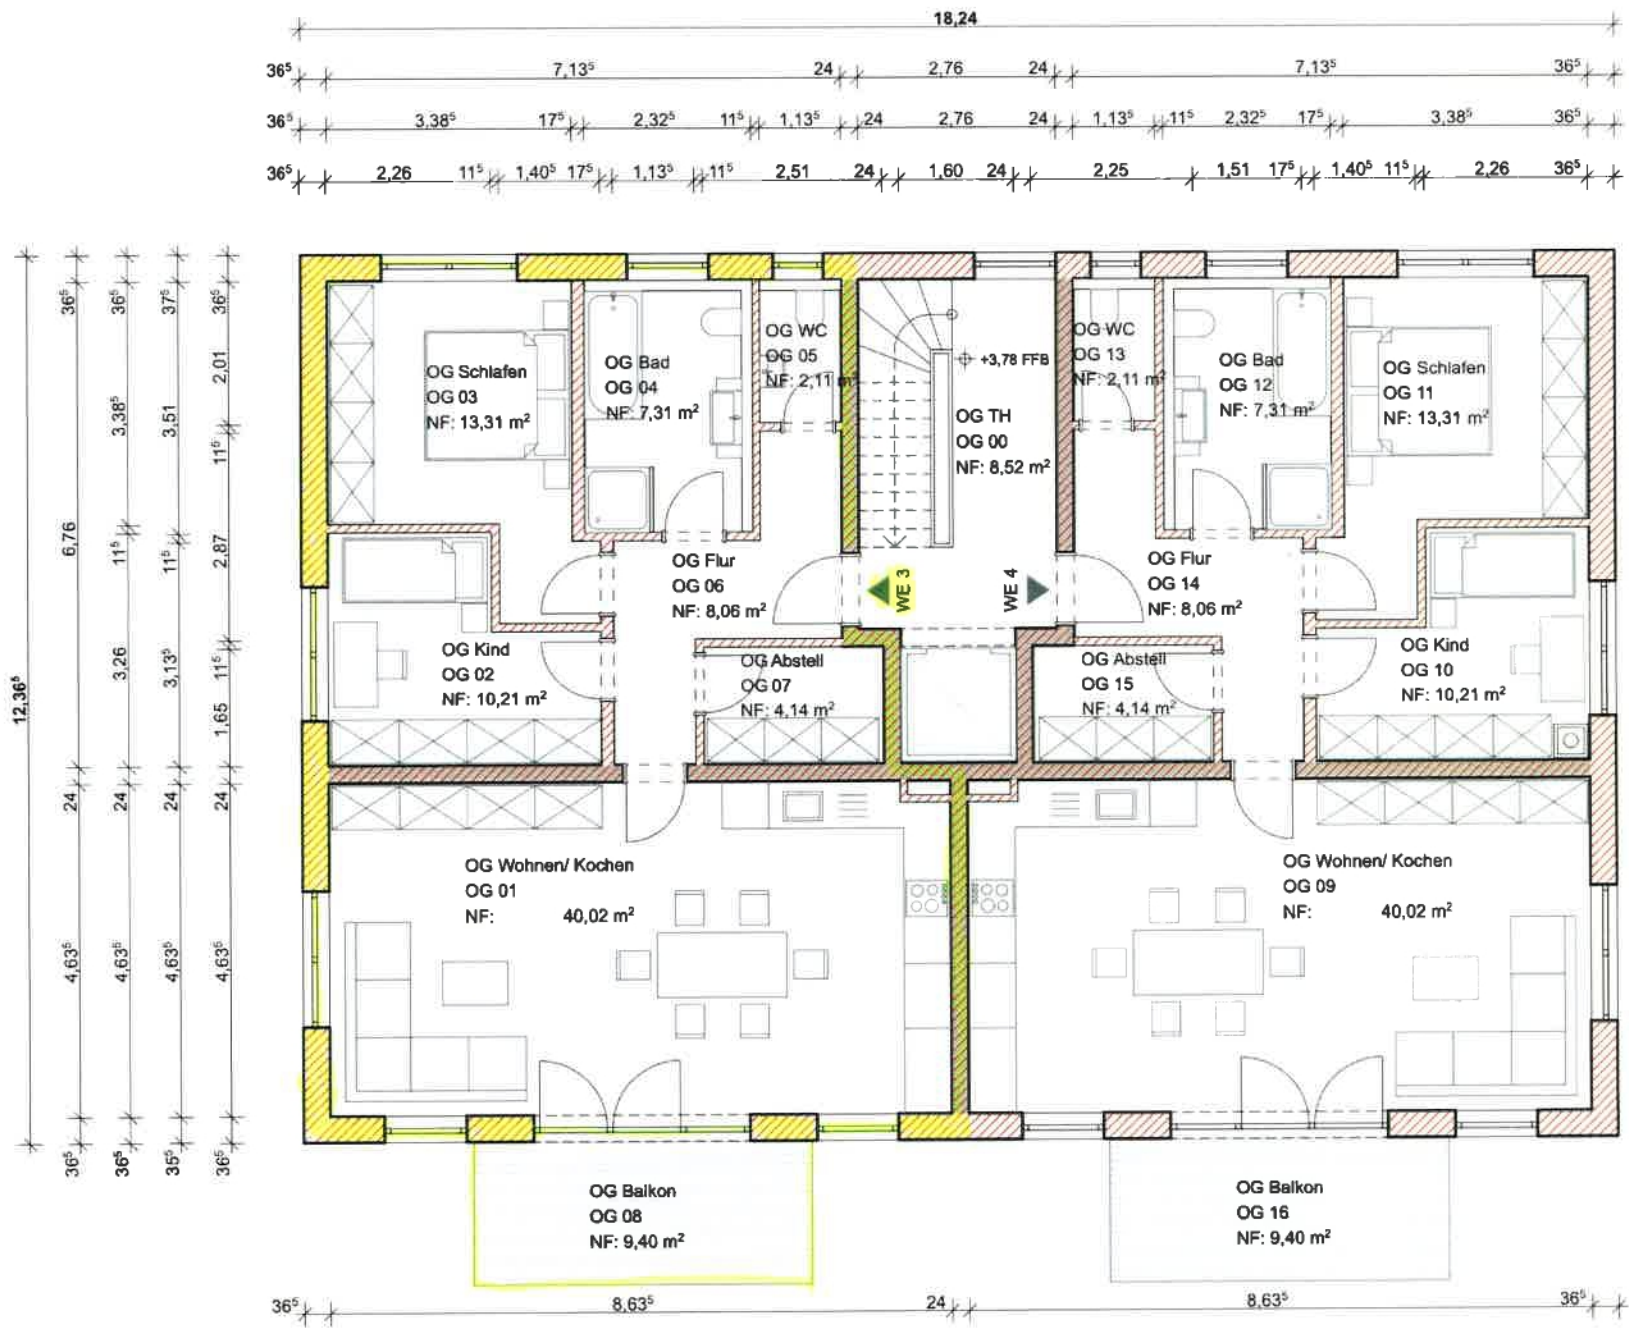 18,24
36⁵ 7,13⁵ 24 2,76 24 7,13⁵ 36⁵
36⁵ 3,38⁵ 17⁵ 2,32⁵ 11⁵ 1,13⁵ 24 2,76 24 1,13⁵ 11⁵ 2,32⁵ 17⁵ 3,38⁵ 36⁵
36⁵ 2,26 11⁵ 1,40⁵ 17⁵ 1,13⁵ 11⁵ 2,51 24 1,60 24 2,25 1,51 17⁵ 1,40⁵ 11⁵ 2,26 36⁵
12,36⁵
36⁵ 6,76 24 4,63⁵ 36⁵
36⁵ 3,38⁵ 11⁵ 3,26 24 4,63⁵ 36⁵
37⁵ 3,51 11⁵ 3,13⁵ 24 4,63⁵ 35⁵
36⁵ 2,01 11⁵ 2,87 11⁵ 1,65 24 4,63⁵ 36⁵
OG Schlafen
OG 03
NF: 13,31 m²
OG Bad
OG 04
NF: 7,31 m²
OG WC
OG 05
NF: 2,11 m²
+3,78 FFB
OG TH
OG 00
NF: 8,52 m²
OG WC
OG 13
NF: 2,11 m²
OG Bad
OG 12
NF: 7,31 m²
OG Schlafen
OG 11
NF: 13,31 m²
OG Flur
OG 06
NF: 8,06 m²
WE 3
WE 4
OG Flur
OG 14
NF: 8,06 m²
OG Kind
OG 02
NF: 10,21 m²
OG Abstell
OG 07
NF: 4,14 m²
OG Abstell
OG 15
NF: 4,14 m²
OG Kind
OG 10
NF: 10,21 m²
OG Wohnen/ Kochen
OG 01
NF: 40,02 m²
OG Wohnen/ Kochen
OG 09
NF: 40,02 m²
OG Balkon
OG 08
NF: 9,40 m²
OG Balkon
OG 16
NF: 9,40 m²
36⁵ 8,63⁵ 24 8,63⁵ 36⁵